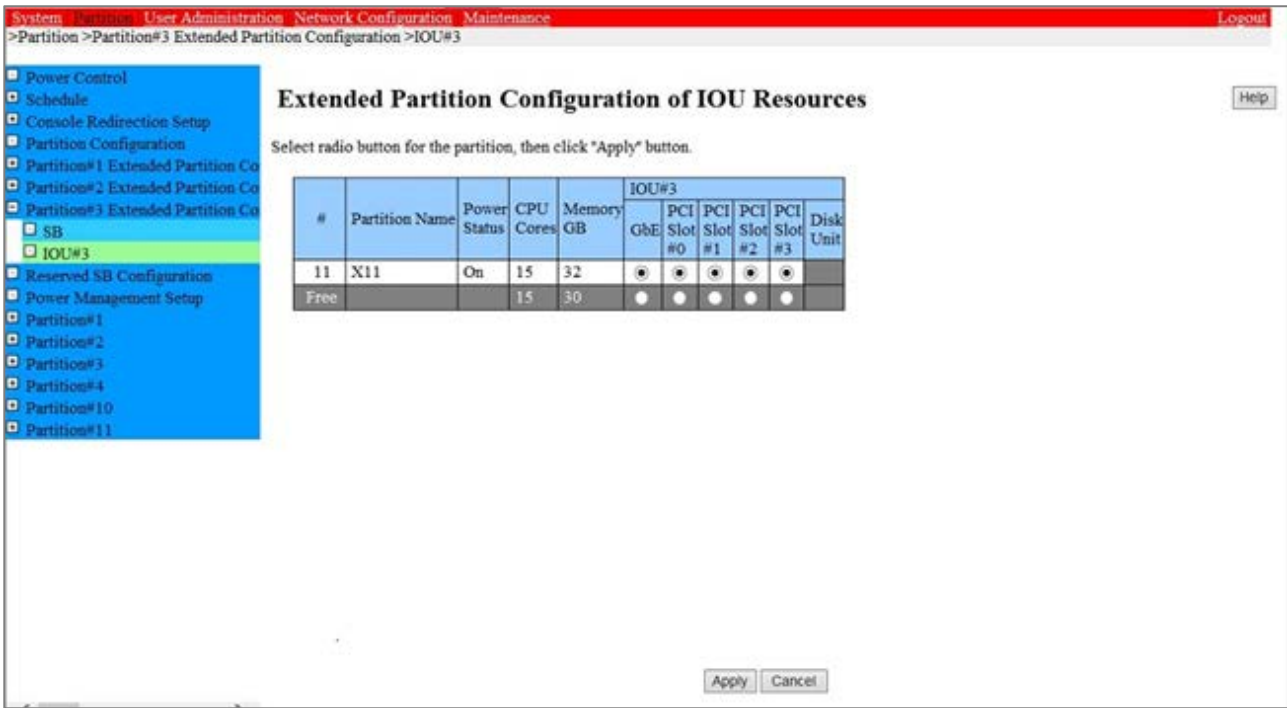 System Partition User Administration Network Configuration Maintenance Logout
>Partition >Partition#3 Extended Partition Configuration >IOU#3
Power Control
Schedule
Console Redirection Setup
Partition Configuration
Partition#1 Extended Partition Co
Partition#2 Extended Partition Co
Partition#3 Extended Partition Co
SB
IOU#3
Reserved SB Configuration
Power Management Setup
Partition#1
Partition#2
Partition#3
Partition#4
Partition#10
Partition#11
Extended Partition Configuration of IOU Resources
Help
Select radio button for the partition, then click "Apply" button.
IOU#3
# Partition Name Power Status CPU Cores Memory GB GbE PCI Slot #0 PCI Slot #1 PCI Slot #2 PCI Slot #3 Disk Unit
11 X11 On 15 32
Free 15 30
Apply Cancel